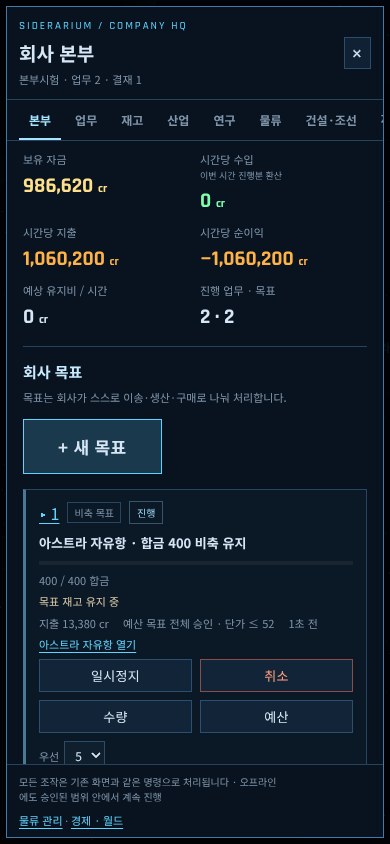 SIDERARIUM / COMPANY HQ
회사 본부
×
본부시험 · 업무 2 · 결재 1
본부 업무 재고 산업 연구 물류 건설·조선
보유 자금
986,620 cr
시간당 수입
이번 시간 진행분 환산
0 cr
시간당 지출
1,060,200 cr
시간당 순이익
−1,060,200 cr
예상 유지비 / 시간
0 cr
진행 업무 · 목표
2 · 2
회사 목표
목표는 회사가 스스로 이송·생산·구매로 나눠 처리합니다.
+ 새 목표
▸ 1 비축 목표 진행
아스트라 자유항 · 합금 400 비축 유지
400 / 400 합금
목표 재고 유지 중
지출 13,380 cr 예산 목표 전체 승인 · 단가 ≤ 52 1초 전
아스트라 자유항 열기
일시정지 취소
수량 예산
우선 5
모든 조작은 기존 화면과 같은 명령으로 처리됩니다 · 오프라인
에도 승인된 범위 안에서 계속 진행
물류 관리 · 경제 · 월드